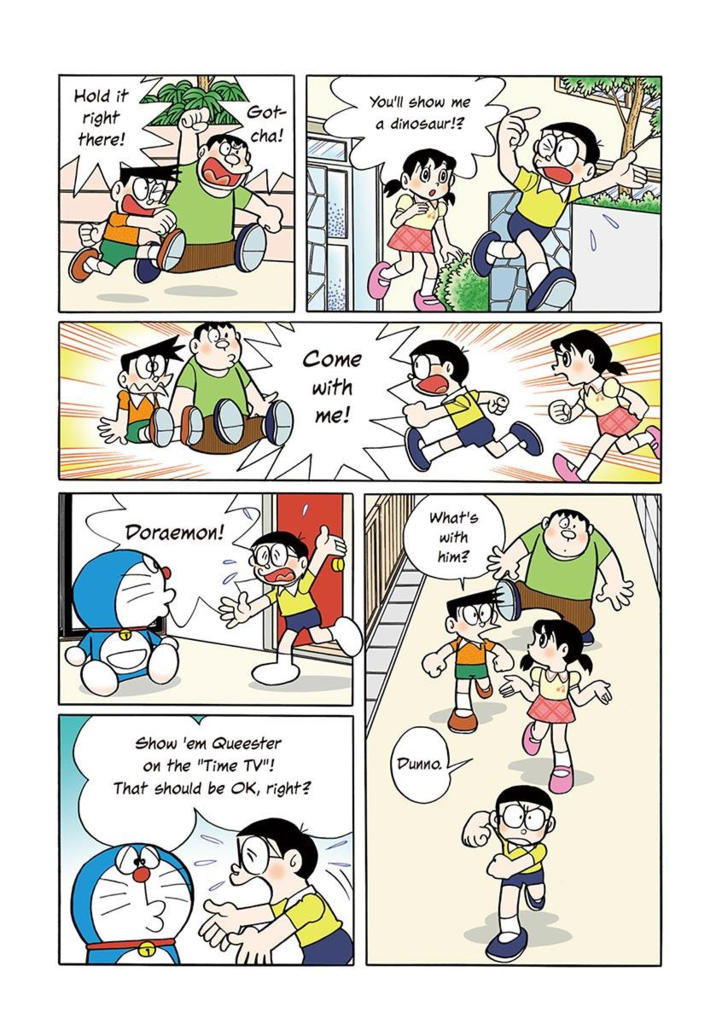 You'll show me
a dinosaur!?
Got-
cha!
Hold it
right
there!
Come
with
me!
What's
with
him?
Dunno.
Doraemon!
Show 'em Queester
on the "Time TV"!
That should be OK, right?